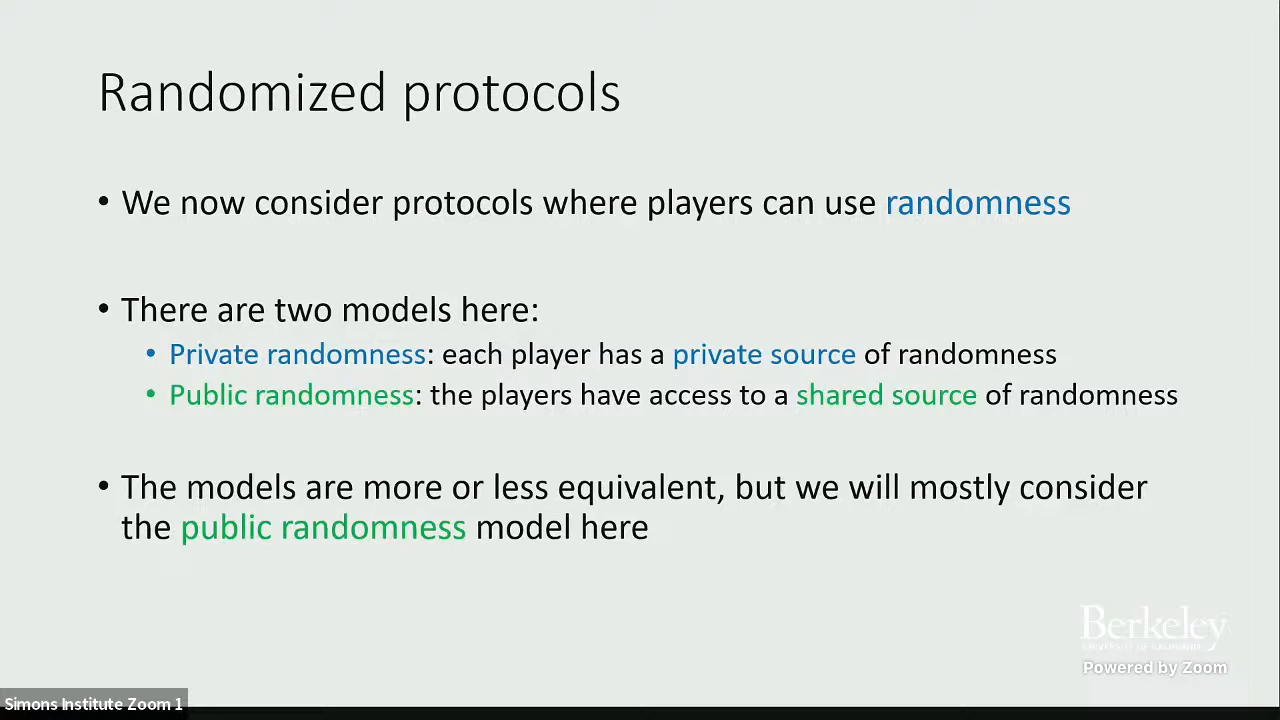 Randomized protocols
• We now consider protocols where players can use randomness
• There are two models here:
• Private randomness: each player has a private source of randomness
• Public randomness: the players have access to a shared source of randomness
• The models are more or less equivalent, but we will mostly consider
the public randomness model here
Berkeley
UNIVERSITY OF CALIFORNIA
Powered by Zoom
Simons Institute Zoom 1